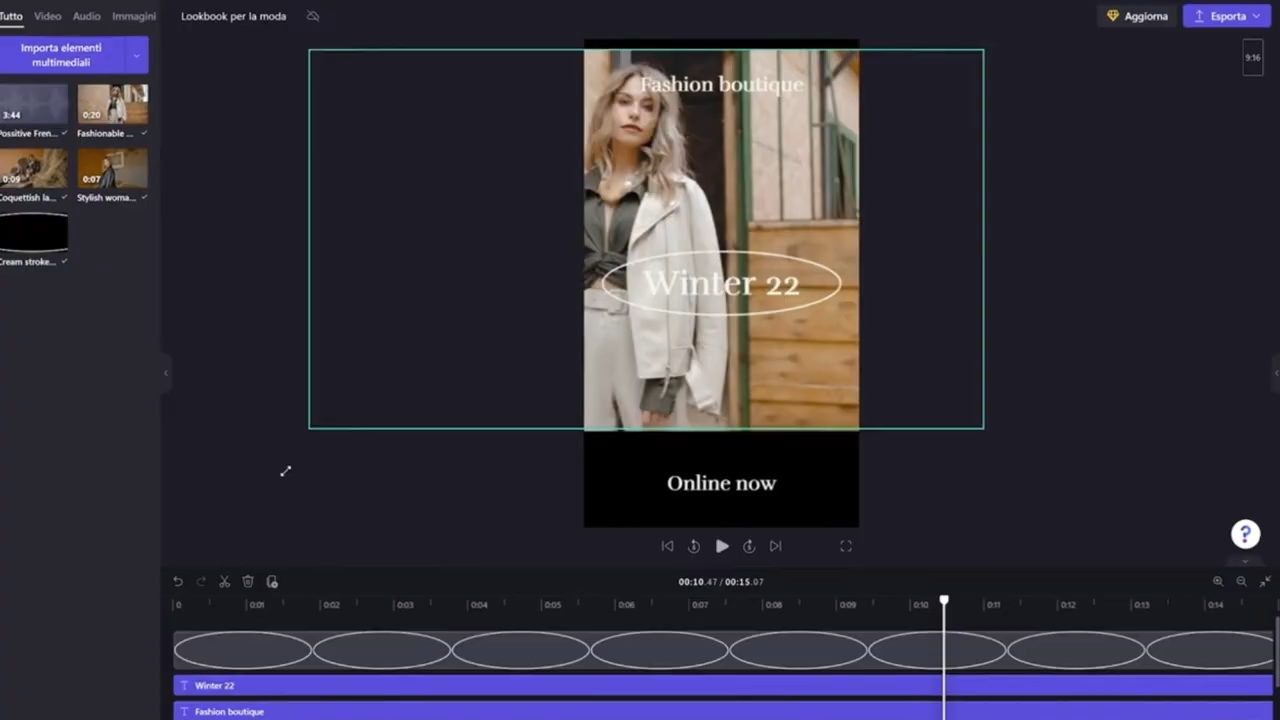 Tutto Video Audio Immagini
Lookbook per la moda
Aggiorna
Esporta
Importa elementi
multimediali
9:16
3:44
0:20
Possitive Fren...
Fashionable ...
0:09
0:07
Coquettish la...
Stylish woma...
Cream stroke...
Fashion boutique
Winter 22
Online now
?
00:10.47 / 00:15.07
0 0:01 0:02 0:03 0:04 0:05 0:06 0:07 0:08 0:09 0:10 0:11 0:12 0:13 0:14
T Winter 22
T Fashion boutique